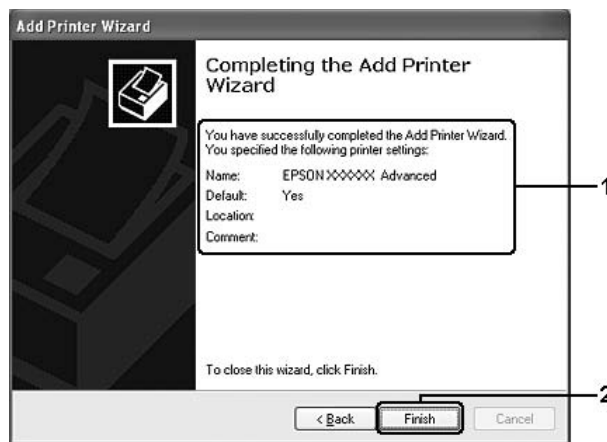 Add Printer Wizard
Completing the Add Printer
Wizard
You have successfully completed the Add Printer Wizard.
You specified the following printer settings:
Name: EPSON XXXXXX Advanced
Default: Yes
Location:
Comment:
1
To close this wizard, click Finish.
2
< Back Finish Cancel